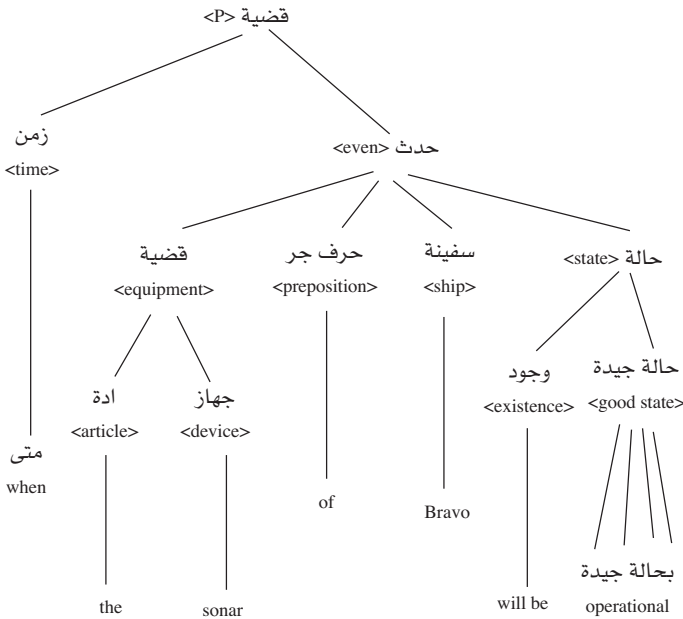 قضية <P>
زمن
<time>
حدث <even>
قضية
<equipment>
حرف جر
<preposition>
سفينة
<ship>
حالة <state>
ادة
<article>
جهاز
<device>
وجود
<existence>
حالة جيدة
<good state>
متى
when
of
Bravo
بحالة جيدة
the
sonar
will be
operational